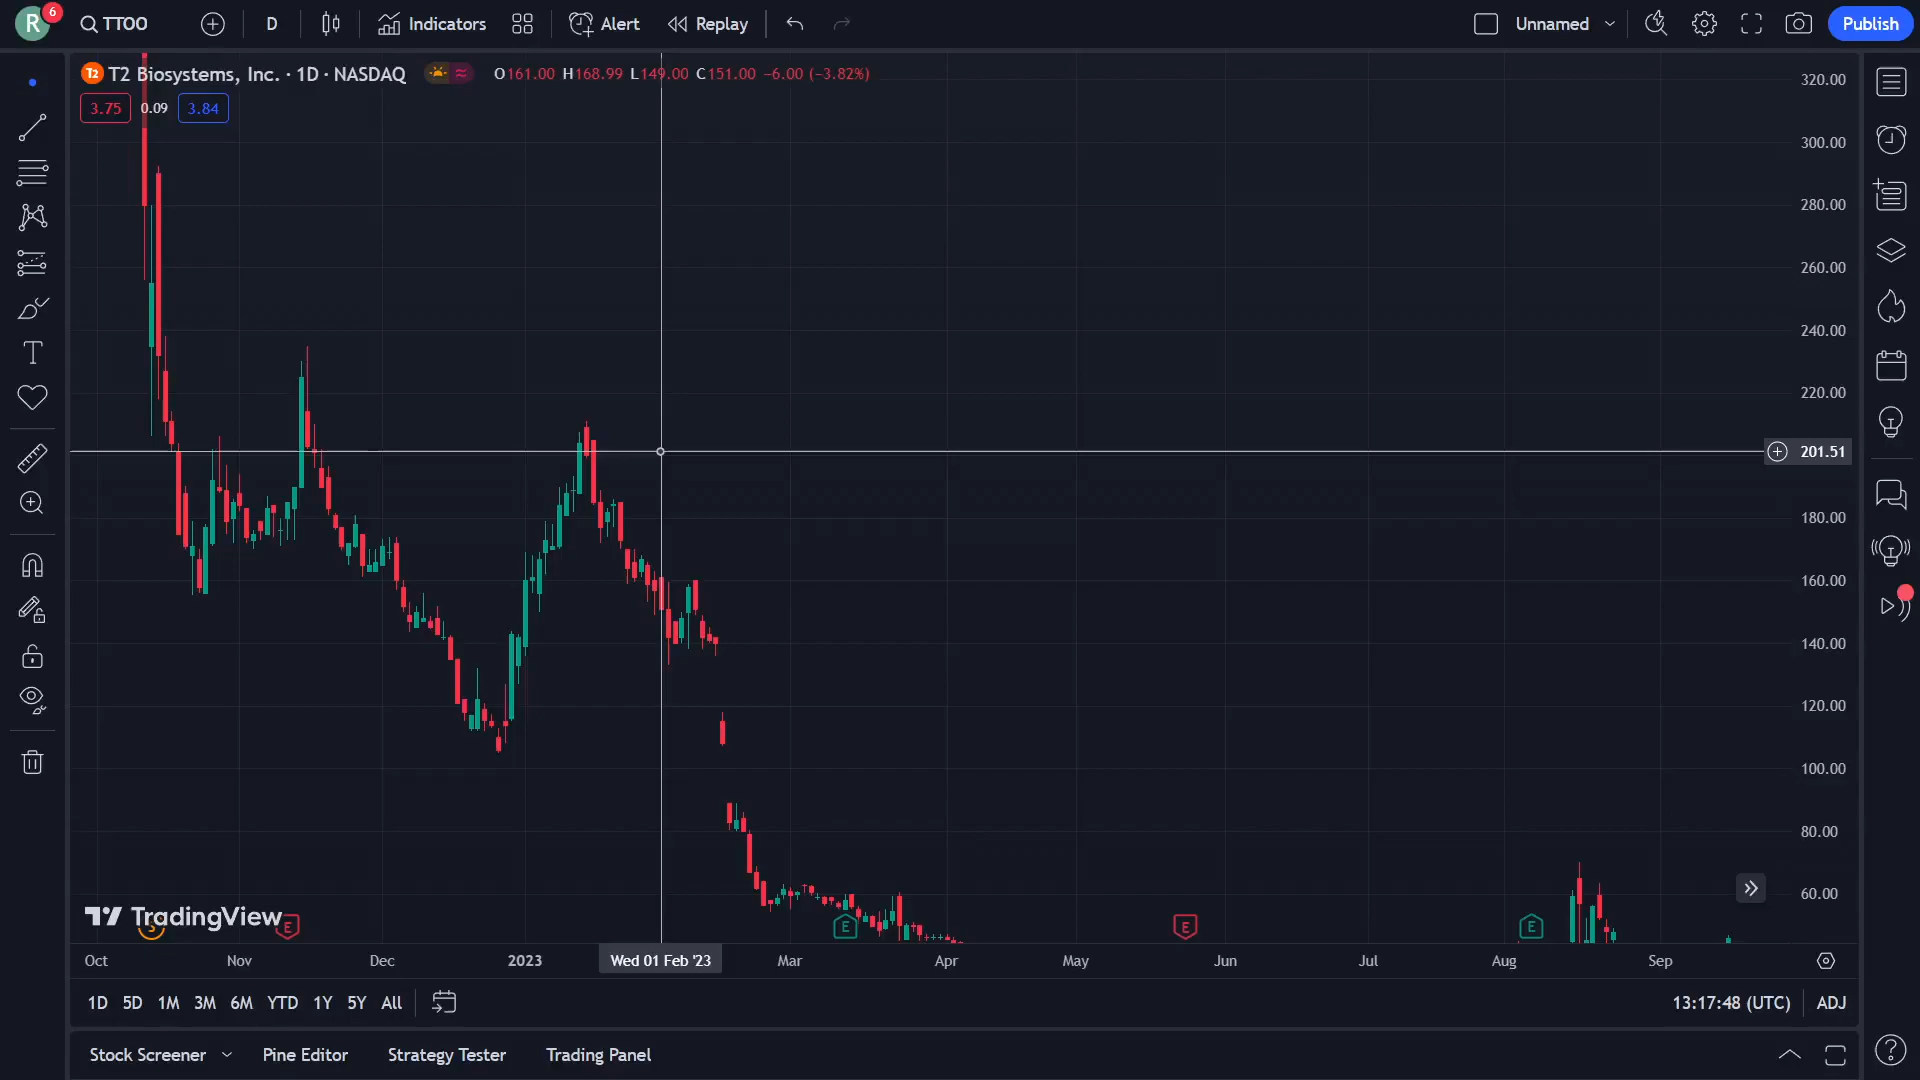 R 6 TTOO D Indicators Alert Replay Unnamed Publish
T2 T2 Biosystems, Inc. · 1D · NASDAQ O161.00 H168.99 L149.00 C151.00 −6.00 (−3.82%)
3.75 0.09 3.84
320.00
300.00
280.00
260.00
240.00
220.00
201.51
180.00
160.00
140.00
120.00
100.00
80.00
60.00
TradingView
S E E E E
Oct Nov Dec 2023 Wed 01 Feb '23 Mar Apr May Jun Jul Aug Sep
1D 5D 1M 3M 6M YTD 1Y 5Y All 13:17:48 (UTC) ADJ
Stock Screener Pine Editor Strategy Tester Trading Panel